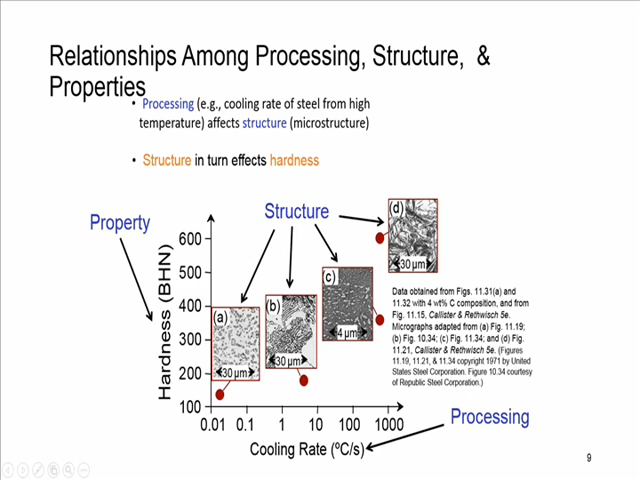 Relationships Among Processing, Structure, &
Properties
• Processing (e.g., cooling rate of steel from high
temperature) affects structure (microstructure)
• Structure in turn effects hardness
Property
Structure
Hardness (BHN)
600
500
400
300
200
100
(a)
30 µm
(b)
30 µm
(c)
4 µm
(d)
30 µm
0.01 0.1 1 10 100 1000
Cooling Rate (ºC/s)
Processing
Data obtained from Figs. 11.31(a) and
11.32 with 4 wt% C composition, and from
Fig. 11.15, Callister & Rethwisch 5e.
Micrographs adapted from (a) Fig. 11.19;
(b) Fig. 10.34; (c) Fig. 11.34; and (d) Fig.
11.21, Callister & Rethwisch 5e. (Figures
11.19, 11.21, & 11.34 copyright 1971 by United
States Steel Corporation. Figure 10.34 courtesy
of Republic Steel Corporation.)
9